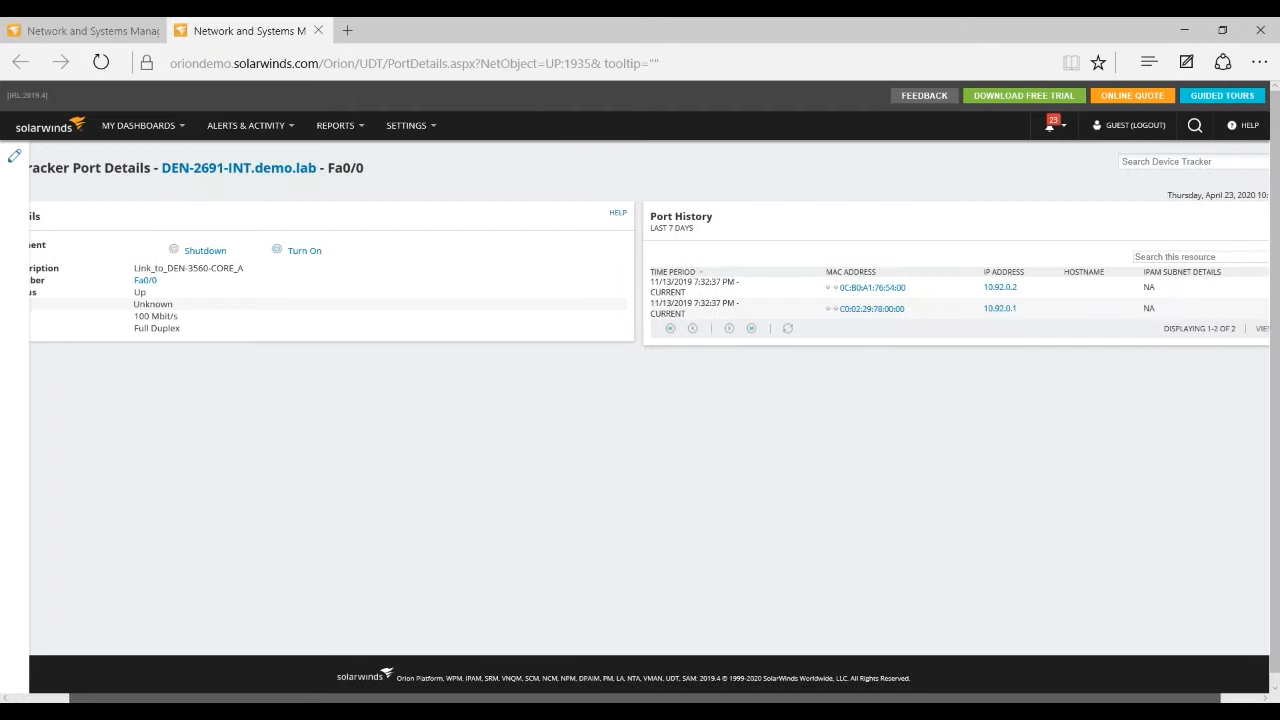 Network and Systems Manag
Network and Systems M
oriondemo.solarwinds.com/Orion/UDT/PortDetails.aspx?NetObject=UP:1935& tooltip=""
[IRL:2019.4]
FEEDBACK
DOWNLOAD FREE TRIAL
ONLINE QUOTE
GUIDED TOURS
solarwinds
MY DASHBOARDS
ALERTS & ACTIVITY
REPORTS
SETTINGS
23
GUEST (LOGOUT)
HELP
racker Port Details - DEN-2691-INT.demo.lab - Fa0/0
Search Device Tracker
Thursday, April 23, 2020 10:
ils
HELP
ent
Shutdown
Turn On
ription Link_to_DEN-3560-CORE_A
ber Fa0/0
us Up
Unknown
100 Mbit/s
Full Duplex
Port History
LAST 7 DAYS
Search this resource
TIME PERIOD MAC ADDRESS IP ADDRESS HOSTNAME IPAM SUBNET DETAILS
11/13/2019 7:32:37 PM -
CURRENT 0C:B0:A1:76:54:00 10.92.0.2 NA
11/13/2019 7:32:37 PM -
CURRENT C0:02:29:78:00:00 10.92.0.1 NA
DISPLAYING 1-2 OF 2 VIE
solarwinds Orion Platform, WPM, IPAM, SRM, VNQM, SCM, NCM, NPM, DPAIM, PM, LA, NTA, VMAN, UDT, SAM: 2019.4 © 1999-2020 SolarWinds Worldwide, LLC. All Rights Reserved.